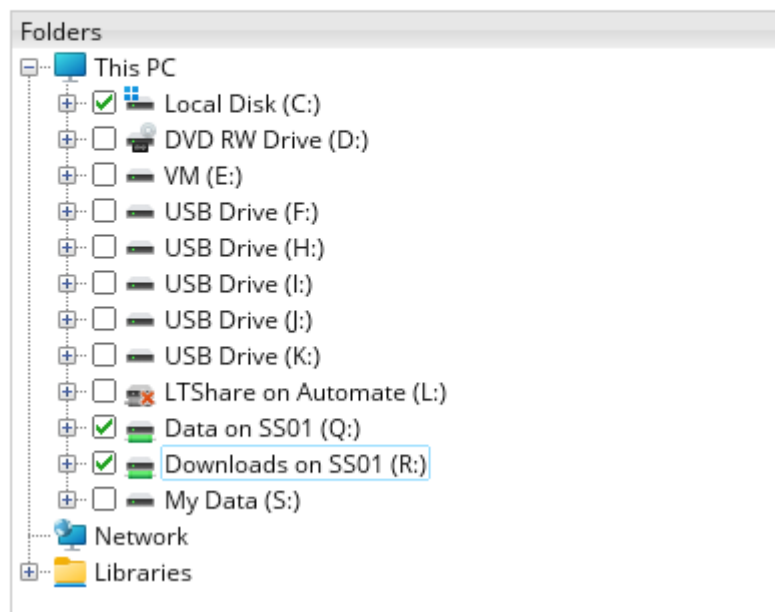 Folders
This PC
Local Disk (C:)
DVD RW Drive (D:)
VM (E:)
USB Drive (F:)
USB Drive (H:)
USB Drive (I:)
USB Drive (J:)
USB Drive (K:)
LTShare on Automate (L:)
Data on SS01 (Q:)
Downloads on SS01 (R:)
My Data (S:)
Network
Libraries